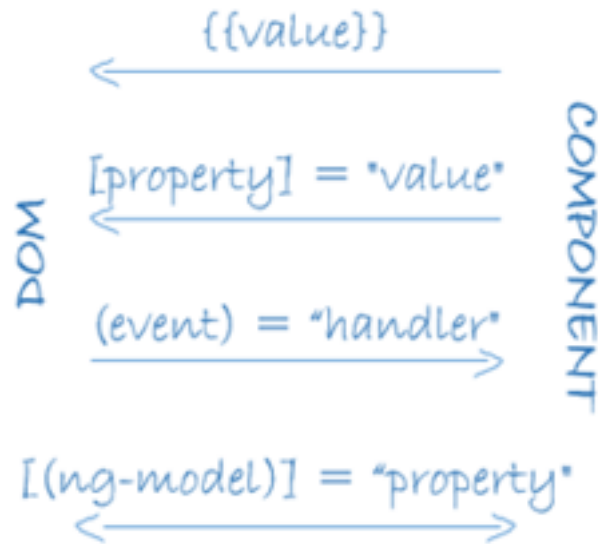 {{value}}
[property] = "value"
DOM
COMPONENT
(event) = "handler"
[(ng-model)] = "property"